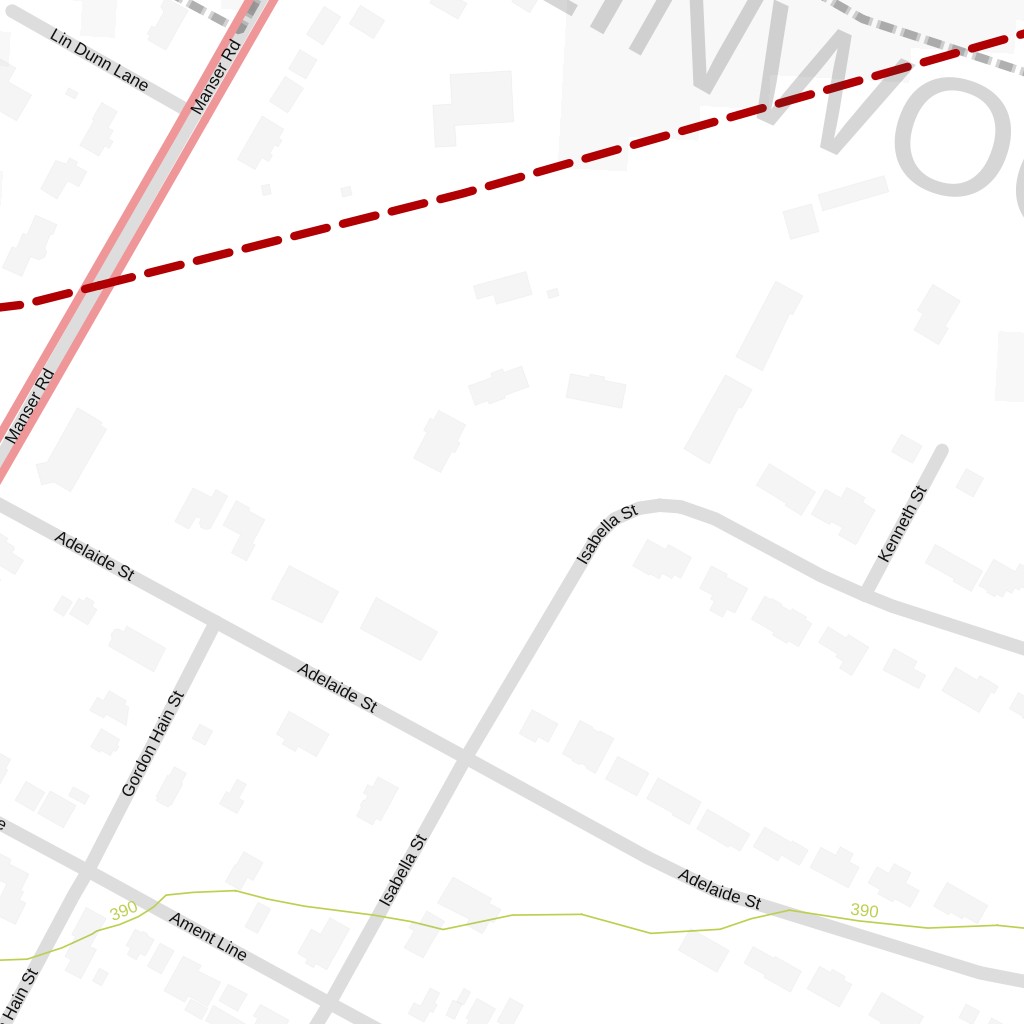 Lin Dunn Lane
Manser Rd
NWO
Manser Rd
Kenneth St
Isabella St
Adelaide St
Adelaide St
Gordon Hain St
Isabella St
Adelaide St
390
390
Ament Line
Hain St